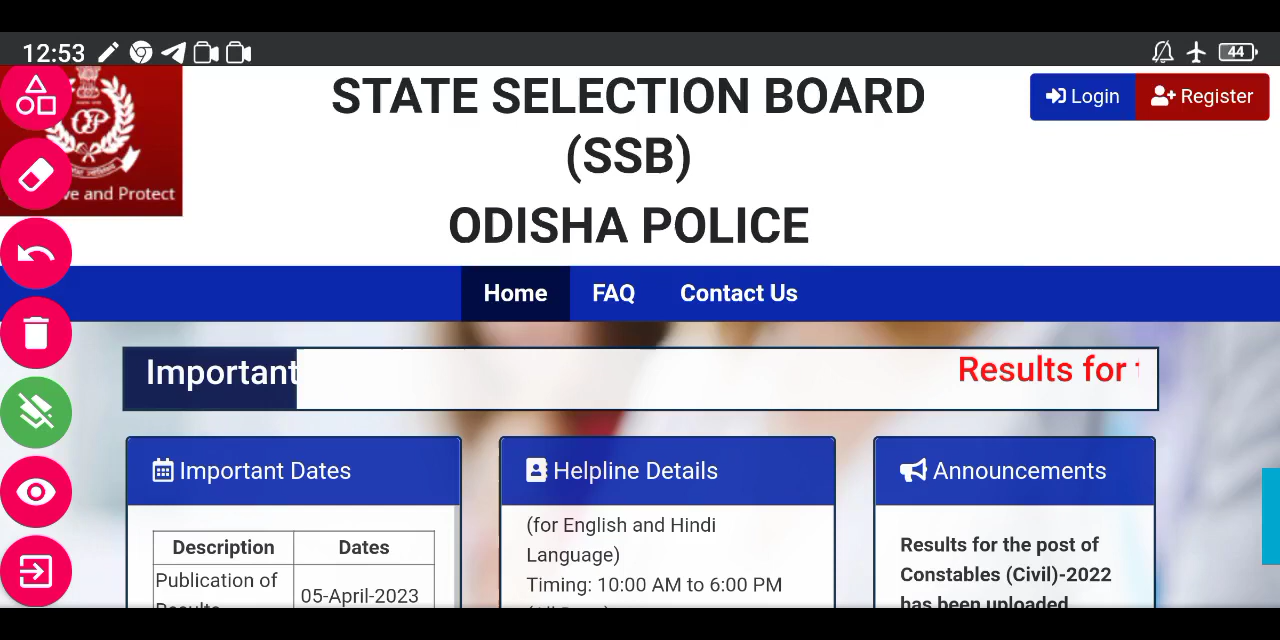 12:53
44
STATE SELECTION BOARD
(SSB)
ODISHA POLICE
ve and Protect
Login
Register
Home
FAQ
Contact Us
Important
Results for
Important Dates
Description
Dates
Publication of
Results
05-April-2023
Helpline Details
(for English and Hindi
Language)
Timing: 10:00 AM to 6:00 PM
Announcements
Results for the post of
Constables (Civil)-2022
has been uploaded